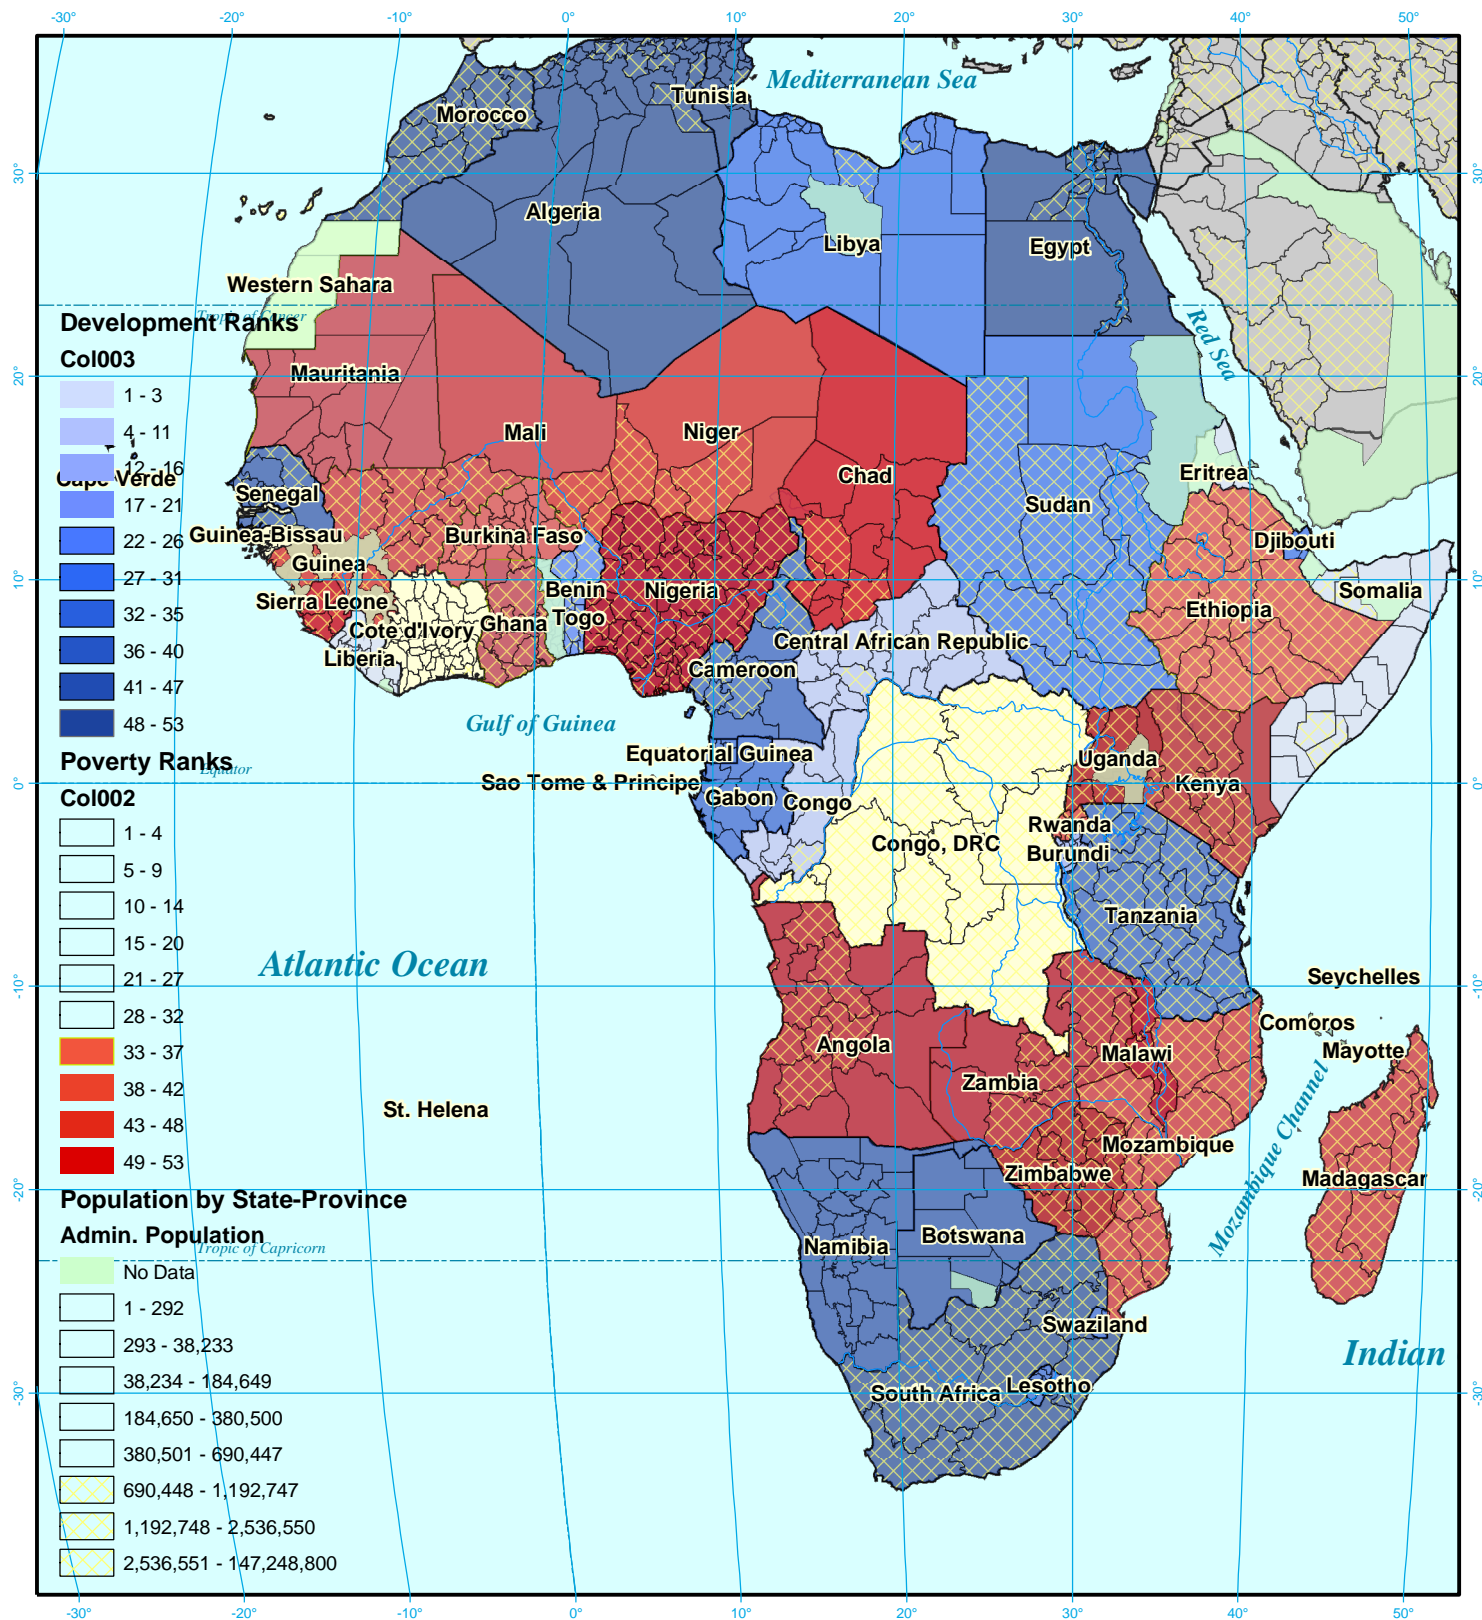 -30° -20° -10° 0° 10° 20° 30° 40° 50°
Mediterranean Sea
Tunisia
Morocco
30° 30°
Algeria
Libya
Egypt
Western Sahara
Tropic of Cancer
Red Sea
Development Ranks
Col003
1 - 3
4 - 11
12 - 16
17 - 21
22 - 26
27 - 31
32 - 35
36 - 40
41 - 47
48 - 53
20° 20°
Mauritania
Mali
Niger
Chad
Sudan
Eritrea
Cape Verde
Senegal
Guinea-Bissau
Guinea
Burkina Faso
Djibouti
10° 10°
Benin
Nigeria
Somalia
Sierra Leone
Ethiopia
Cote d'Ivory
Ghana
Togo
Liberia
Central African Republic
Cameroon
Gulf of Guinea
Equatorial Guinea
Uganda
Poverty Ranks
Equator
Col002
1 - 4
5 - 9
10 - 14
15 - 20
21 - 27
28 - 32
33 - 37
38 - 42
43 - 48
49 - 53
0° 0°
Sao Tome & Principe
Kenya
Gabon
Congo
Rwanda
Congo, DRC
Burundi
Tanzania
Atlantic Ocean
Seychelles
-10° -10°
Comoros
Angola
Malawi
Mayotte
Zambia
St. Helena
Mozambique Channel
Mozambique
Zimbabwe
Madagascar
-20° -20°
Population by State-Province
Admin. Population
Tropic of Capricorn
No Data
1 - 292
293 - 38,233
38,234 - 184,649
184,650 - 380,500
380,501 - 690,447
690,448 - 1,192,747
1,192,748 - 2,536,550
2,536,551 - 147,248,800
Namibia
Botswana
Swaziland
Indian
South Africa
Lesotho
-30° -30°
-30° -20° -10° 0° 10° 20° 30° 40° 50°